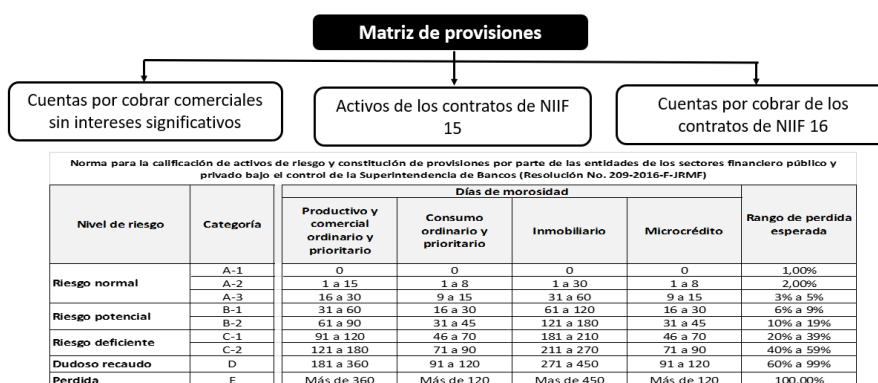 Matriz de provisiones
Cuentas por cobrar comerciales
sin intereses significativos
Activos de los contratos de NIIF
15
Cuentas por cobrar de los
contratos de NIIF 16
Norma para la calificación de activos de riesgo y constitución de provisiones por parte de las entidades de los sectores financiero público y
privado bajo el control de la Superintendencia de Bancos (Resolución No. 209-2016-F-JRMF)
Nivel de riesgo Categoría Días de morosidad Rango de perdida esperada
Productivo y comercial ordinario y prioritario Consumo ordinario y prioritario Inmobiliario Microcrédito
Riesgo normal A-1 0 0 0 0 1,00%
A-2 1 a 15 1 a 8 1 a 30 1 a 8 2,00%
A-3 16 a 30 9 a 15 31 a 60 9 a 15 3% a 5%
Riesgo potencial B-1 31 a 60 16 a 30 61 a 120 16 a 30 6% a 9%
B-2 61 a 90 31 a 45 121 a 180 31 a 45 10% a 19%
Riesgo deficiente C-1 91 a 120 46 a 70 181 a 210 46 a 70 20% a 39%
C-2 121 a 180 71 a 90 211 a 270 71 a 90 40% a 59%
Dudoso recaudo D 181 a 360 91 a 120 271 a 450 91 a 120 60% a 99%
Perdida E Más de 360 Más de 120 Mas de 450 Más de 120 100,00%